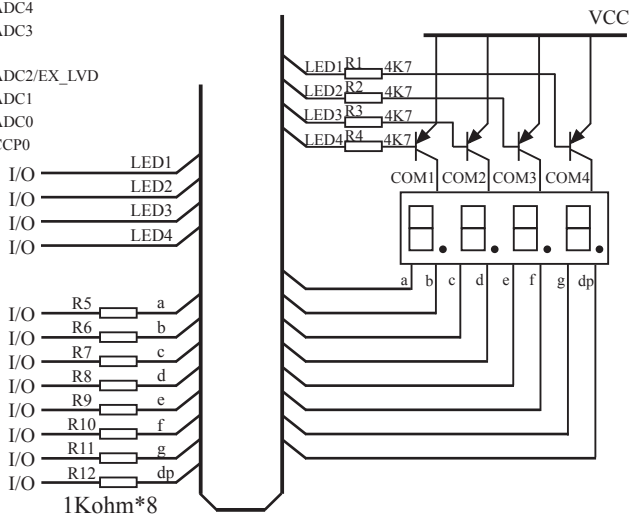 ADC4
ADC3
ADC2/EX_LVD
ADC1
ADC0
CCP0
I/O LED1
I/O LED2
I/O LED3
I/O LED4
I/O R5 a
I/O R6 b
I/O R7 c
I/O R8 d
I/O R9 e
I/O R10 f
I/O R11 g
I/O R12 dp
1Kohm*8
VCC
LED1 R1 4K7
LED2 R2 4K7
LED3 R3 4K7
LED4 R4 4K7
COM1 COM2 COM3 COM4
a b c d e f g dp